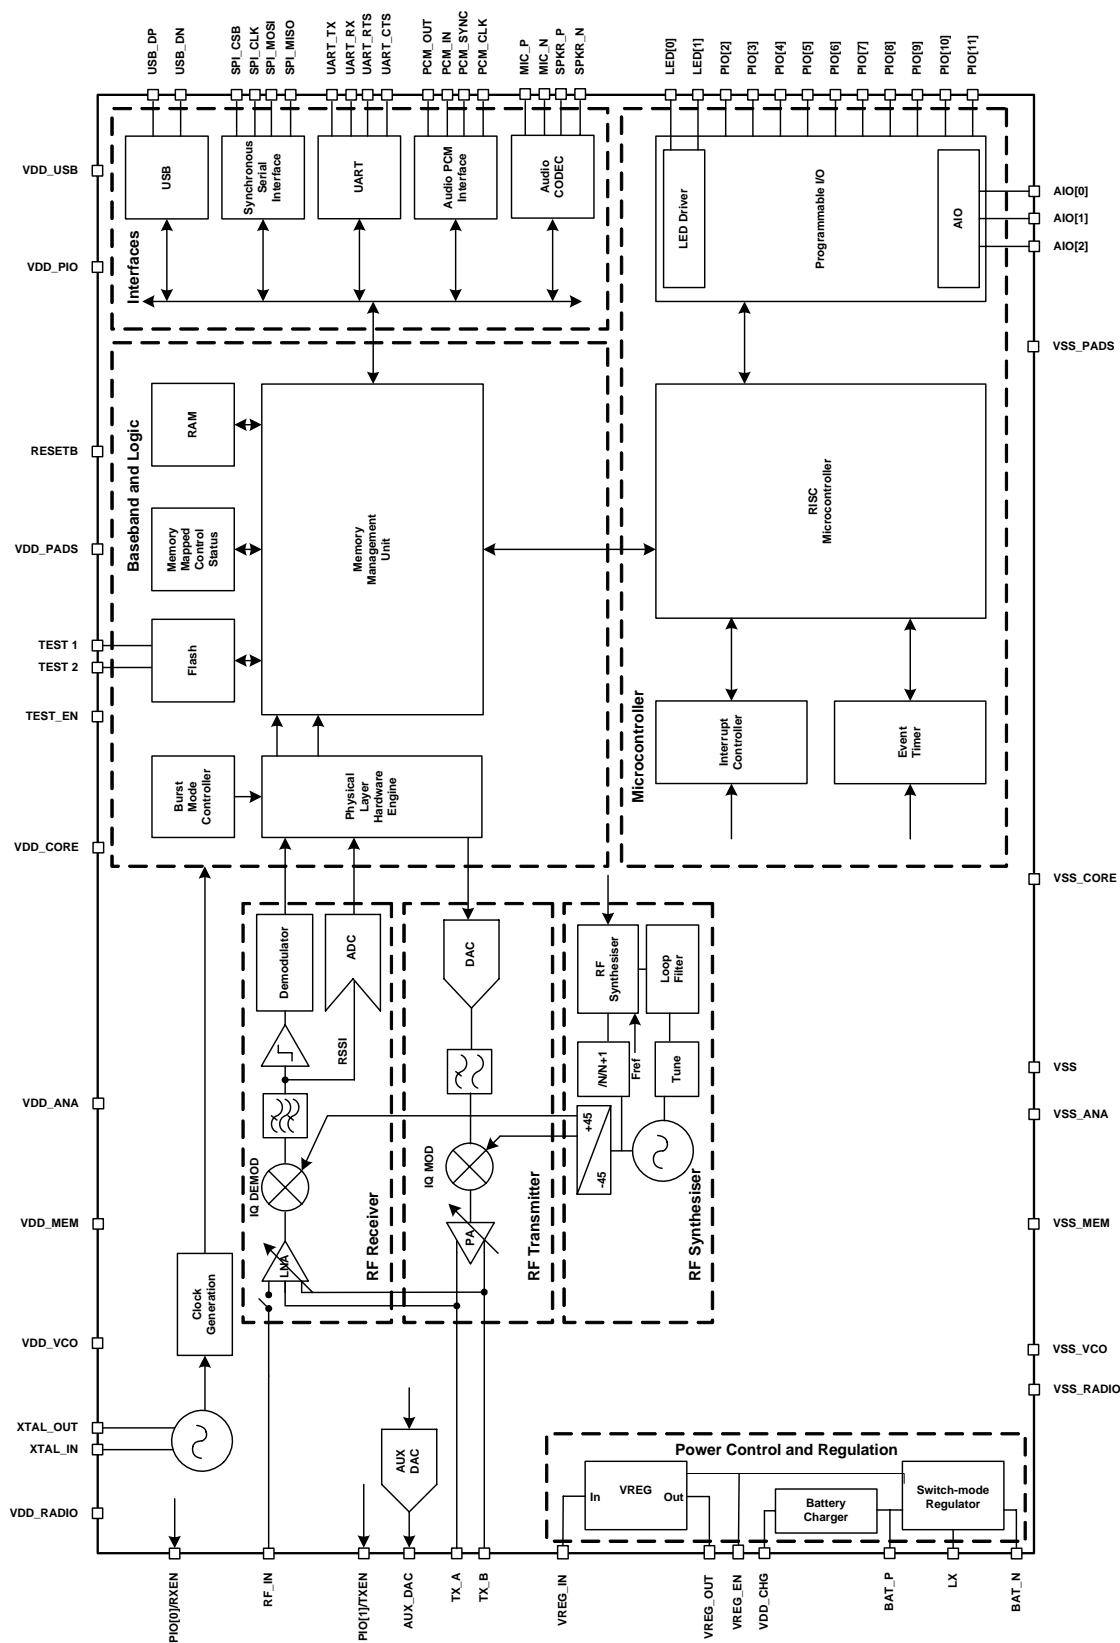 USB_DP
USB_DN
SPI_CSB
SPI_CLK
SPI_MOSI
SPI_MISO
UART_TX
UART_RX
UART_RTS
UART_CTS
PCM_OUT
PCM_IN
PCM_SYNC
PCM_CLK
MIC_P
MIC_N
SPKR_P
SPKR_N
LED[0]
LED[1]
PIO[2]
PIO[3]
PIO[4]
PIO[5]
PIO[6]
PIO[7]
PIO[8]
PIO[9]
PIO[10]
PIO[11]
VDD_USB
VDD_PIO
RESETB
VDD_PADS
TEST 1
TEST 2
TEST_EN
VDD_CORE
VDD_ANA
VDD_MEM
VDD_VCO
XTAL_OUT
XTAL_IN
VDD_RADIO
Interfaces
USB
Synchronous
Serial
Interface
UART
Audio PCM
Interface
Audio
CODEC
LED Driver
Programmable I/O
AIO
AIO[0]
AIO[1]
AIO[2]
VSS_PADS
VSS_CORE
VSS
VSS_ANA
VSS_MEM
VSS_VCO
VSS_RADIO
Baseband and Logic
RAM
Memory
Mapped
Control
Status
Flash
Memory
Management
Unit
Burst
Mode
Controller
Physical
Layer
Hardware
Engine
Microcontroller
RISC
Microcontroller
Interrupt
Controller
Event
Timer
RF Receiver
Demodulator
ADC
RSSI
IQ DEMOD
LNA
RF Transmitter
DAC
IQ MOD
PA
RF Synthesiser
RF
Synthesiser
Loop
Filter
/N/N+1
Fref
Tune
+45
-45
Clock
Generation
AUX
DAC
Power Control and Regulation
In
VREG
Out
Battery
Charger
Switch-mode
Regulator
PIO[0]/RXEN
RF_IN
PIO[1]/TXEN
AUX_DAC
TX_A
TX_B
VREG_IN
VREG_OUT
VREG_EN
VDD_CHG
BAT_P
LX
BAT_N